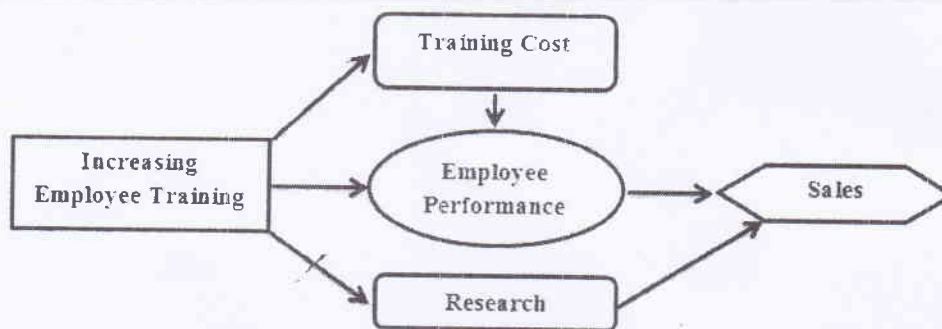 Training Cost
Increasing
Employee Training
Employee
Performance
Sales
Research